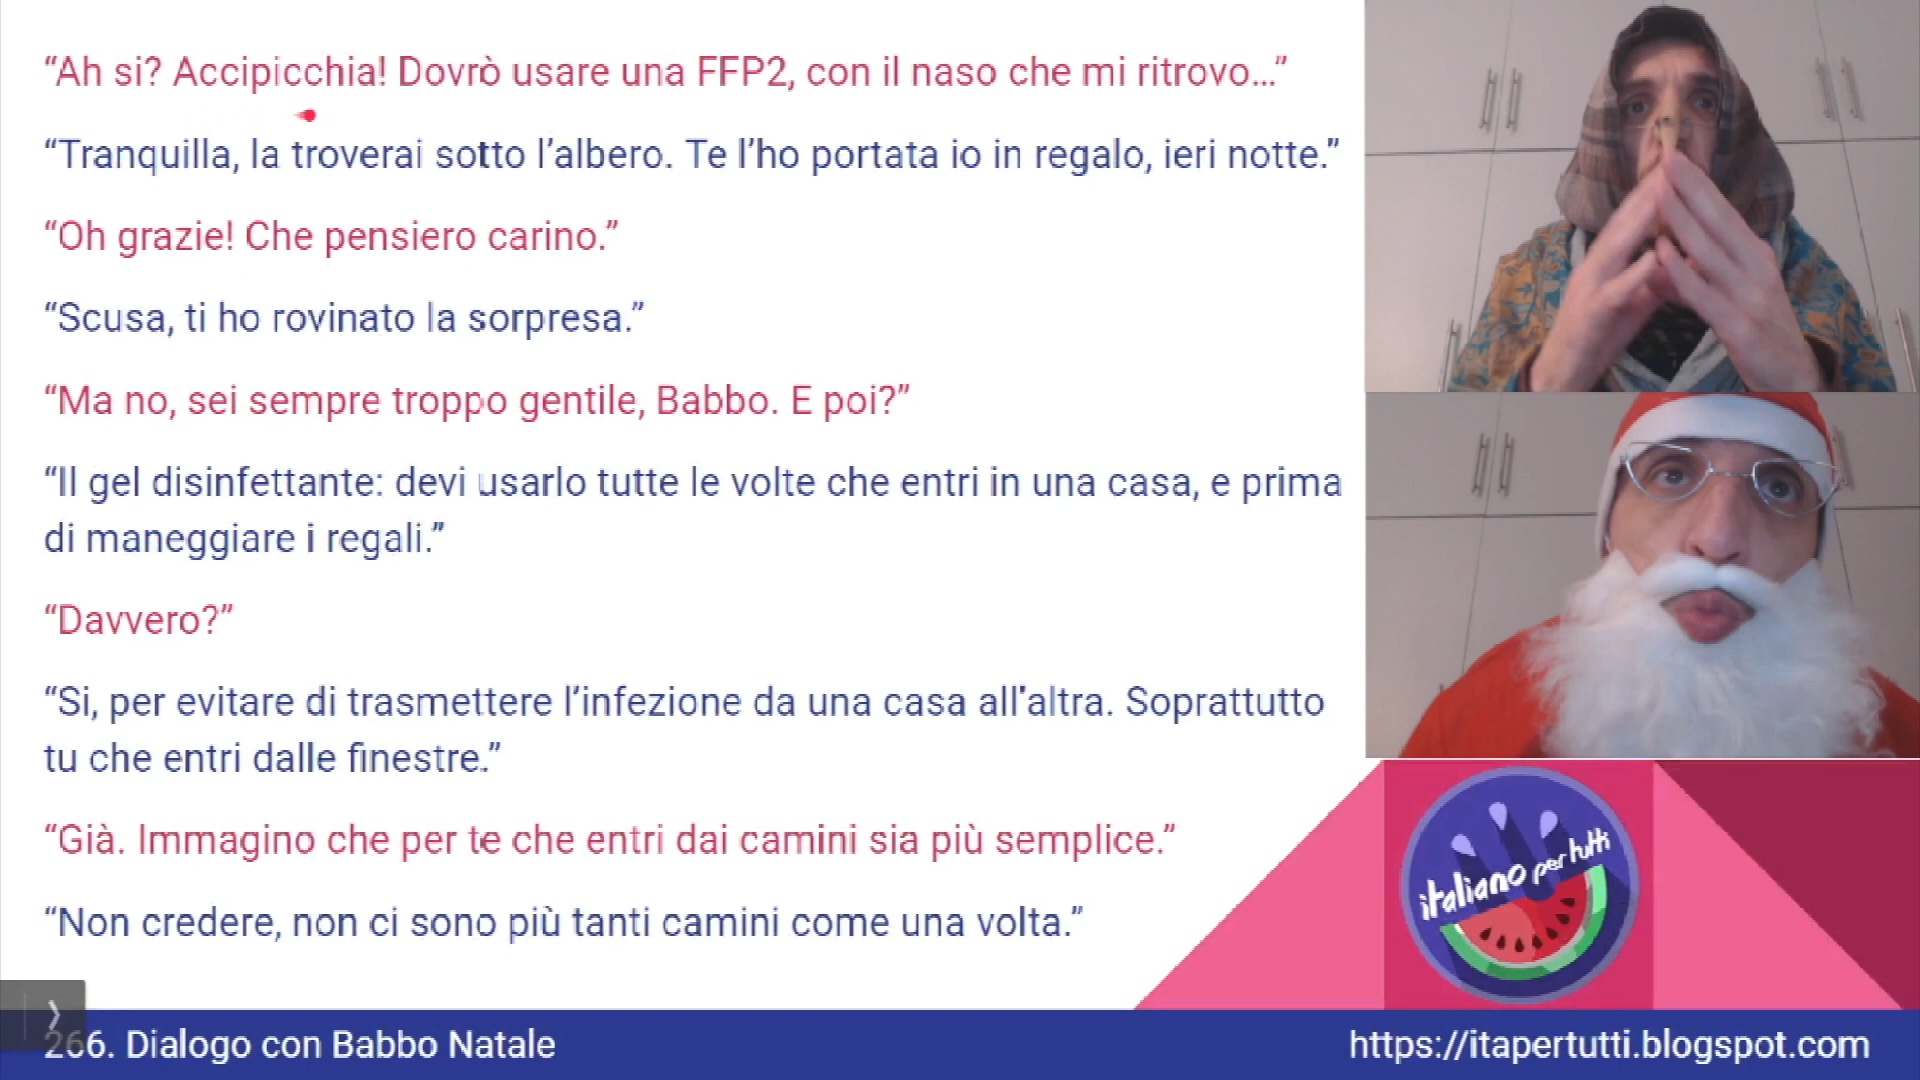 “Ah si? Accipicchia! Dovrò usare una FFP2, con il naso che mi ritrovo...”
“Tranquilla, la troverai sotto l’albero. Te l’ho portata io in regalo, ieri notte.”
“Oh grazie! Che pensiero carino.”
“Scusa, ti ho rovinato la sorpresa.”
“Ma no, sei sempre troppo gentile, Babbo. E poi?”
“Il gel disinfettante: devi usarlo tutte le volte che entri in una casa, e prima
di maneggiare i regali.”
“Davvero?”
“Si, per evitare di trasmettere l’infezione da una casa all’altra. Soprattutto
tu che entri dalle finestre.”
“Già. Immagino che per te che entri dai camini sia più semplice.”
“Non credere, non ci sono più tanti camini come una volta.”
italiano per tutti
266. Dialogo con Babbo Natale
https://itapertutti.blogspot.com